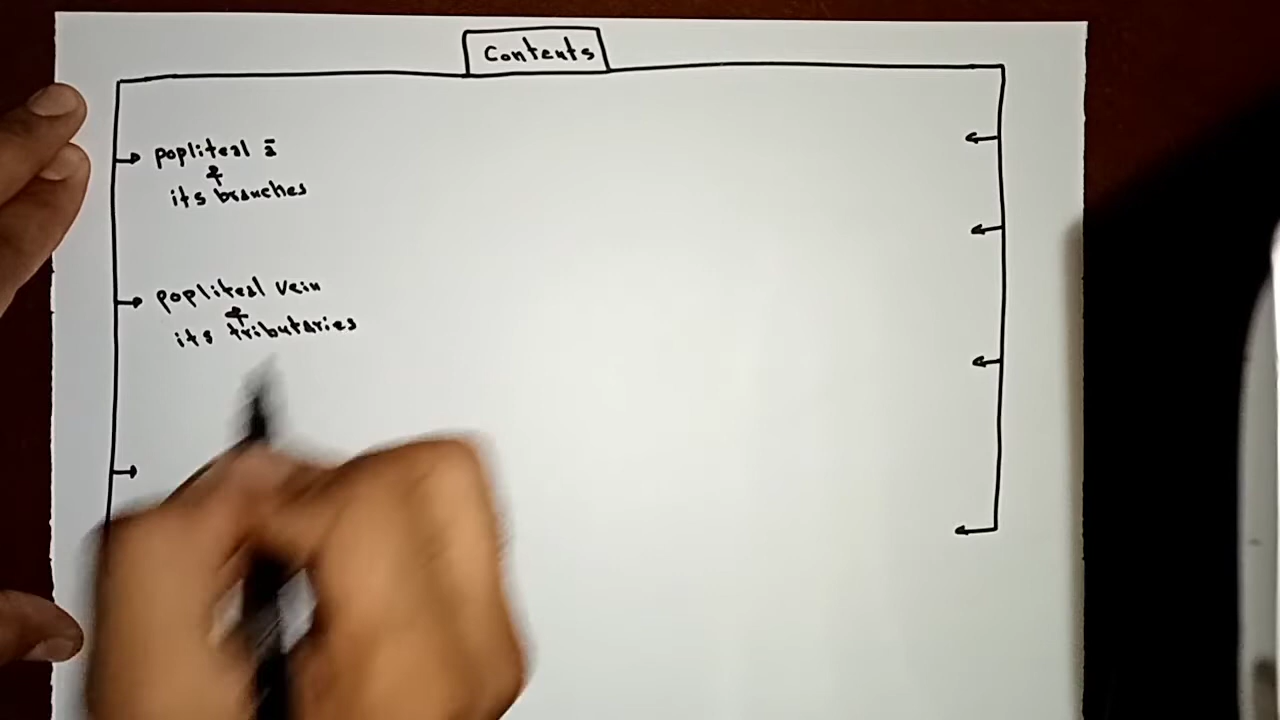 Contents
popliteal ā
&
its branches
popliteal vein
&
its tributaries